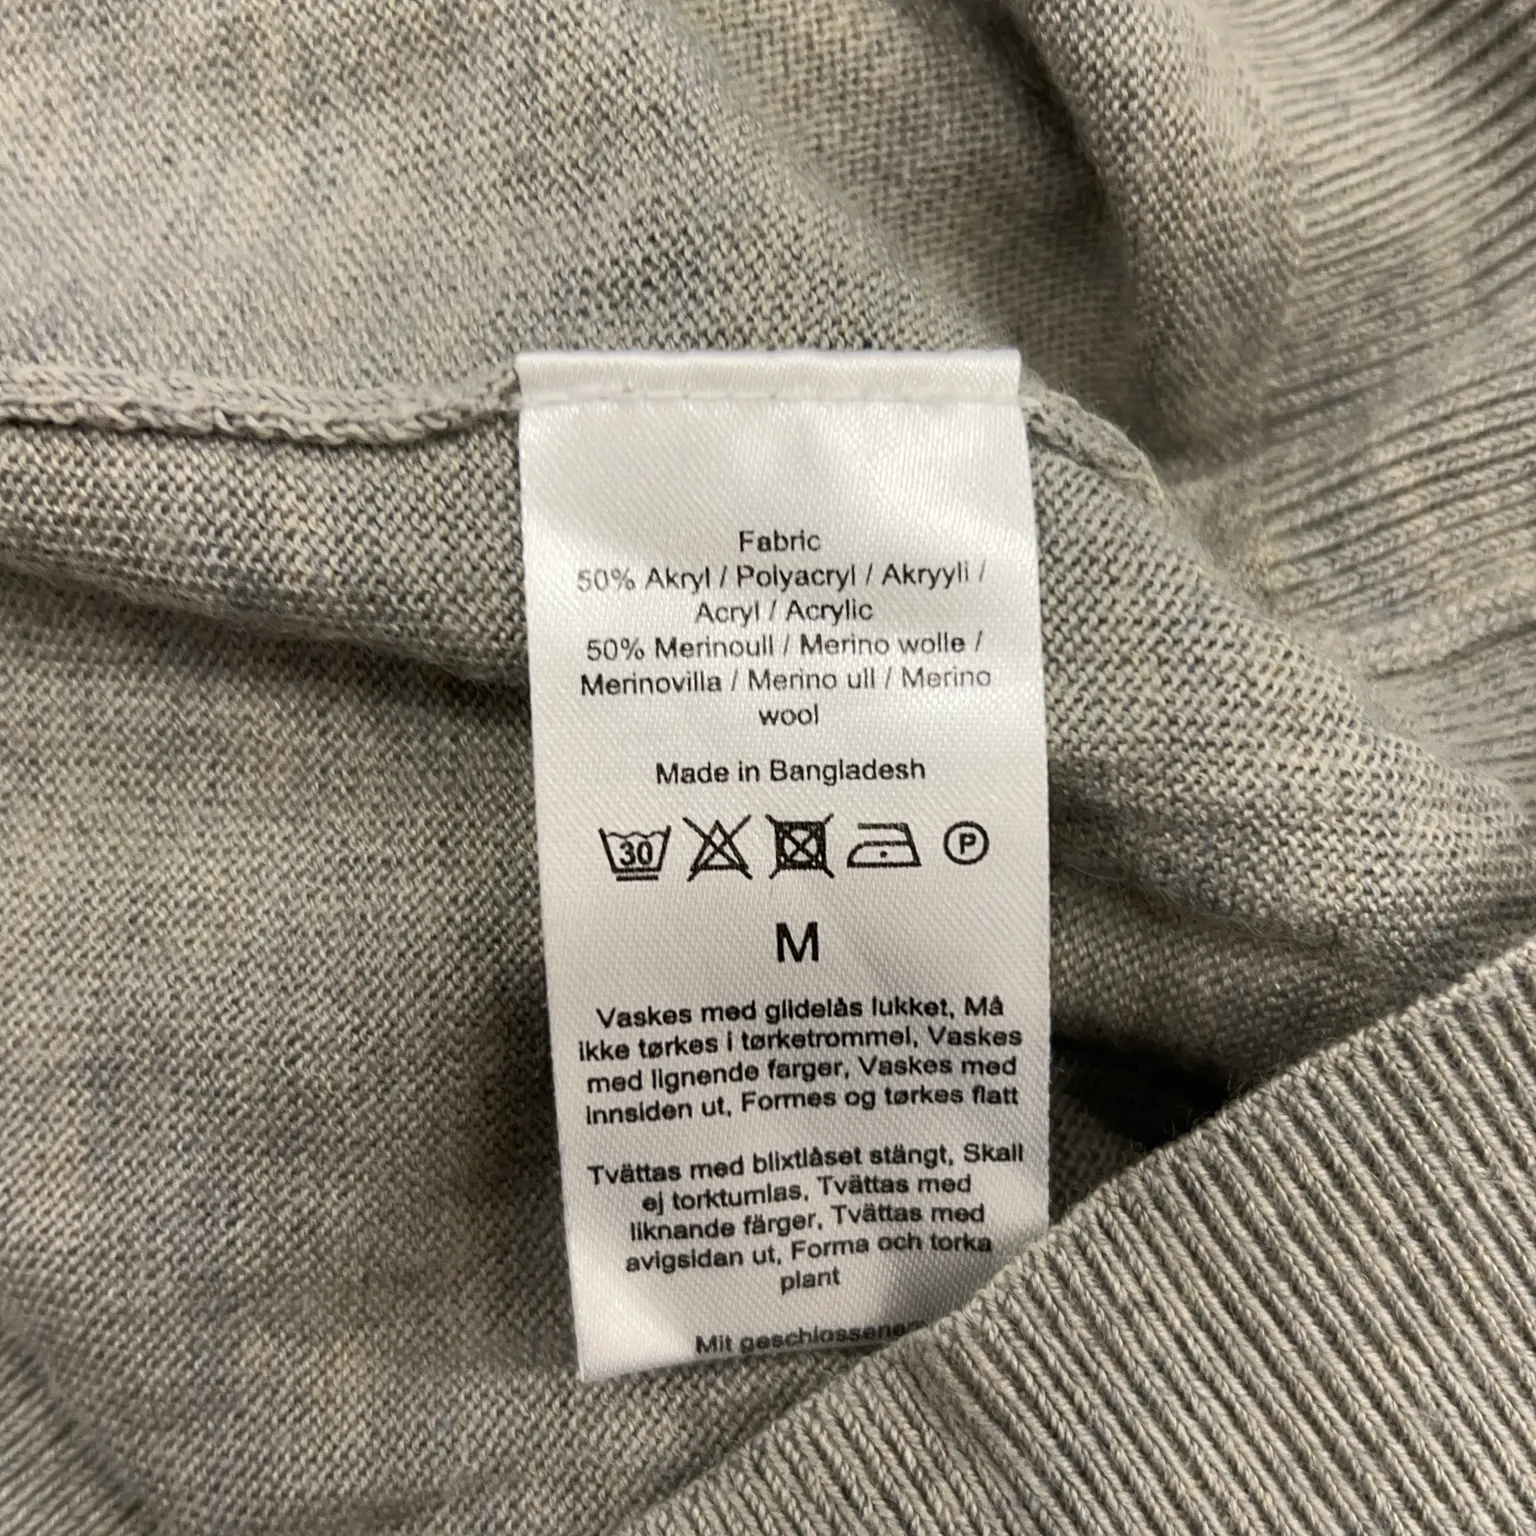 Fabric
50% Akryl / Polyacryl / Akryyli /
Acryl / Acrylic
50% Merinoull / Merino wolle /
Merinovilla / Merino ull / Merino
wool
Made in Bangladesh
30 P
M
Vaskes med glidelås lukket, Må
ikke tørkes i tørketrommel, Vaskes
med lignende farger, Vaskes med
innsiden ut, Formes og tørkes flatt
Tvättas med blixtlåset stängt, Skall
ej torktumlas, Tvättas med
liknande färger, Tvättas med
avigsidan ut, Forma och torka
plant
Mit